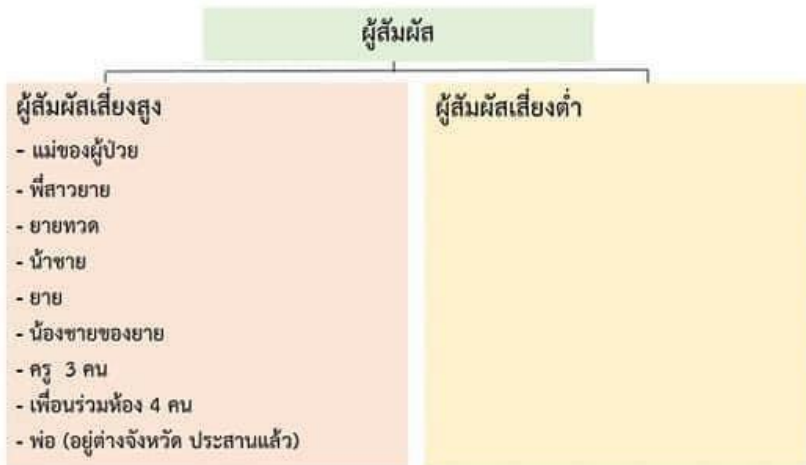 ผู้สัมผัส
ผู้สัมผัสเสี่ยงสูง
- แม่ของผู้ป่วย
- พี่สาวยาย
- ยายทวด
- น้าชาย
- ยาย
- น้องชายของยาย
- ครู 3 คน
- เพื่อนร่วมห้อง 4 คน
- พ่อ (อยู่ต่างจังหวัด ประสานแล้ว)
ผู้สัมผัสเสี่ยงต่ำ